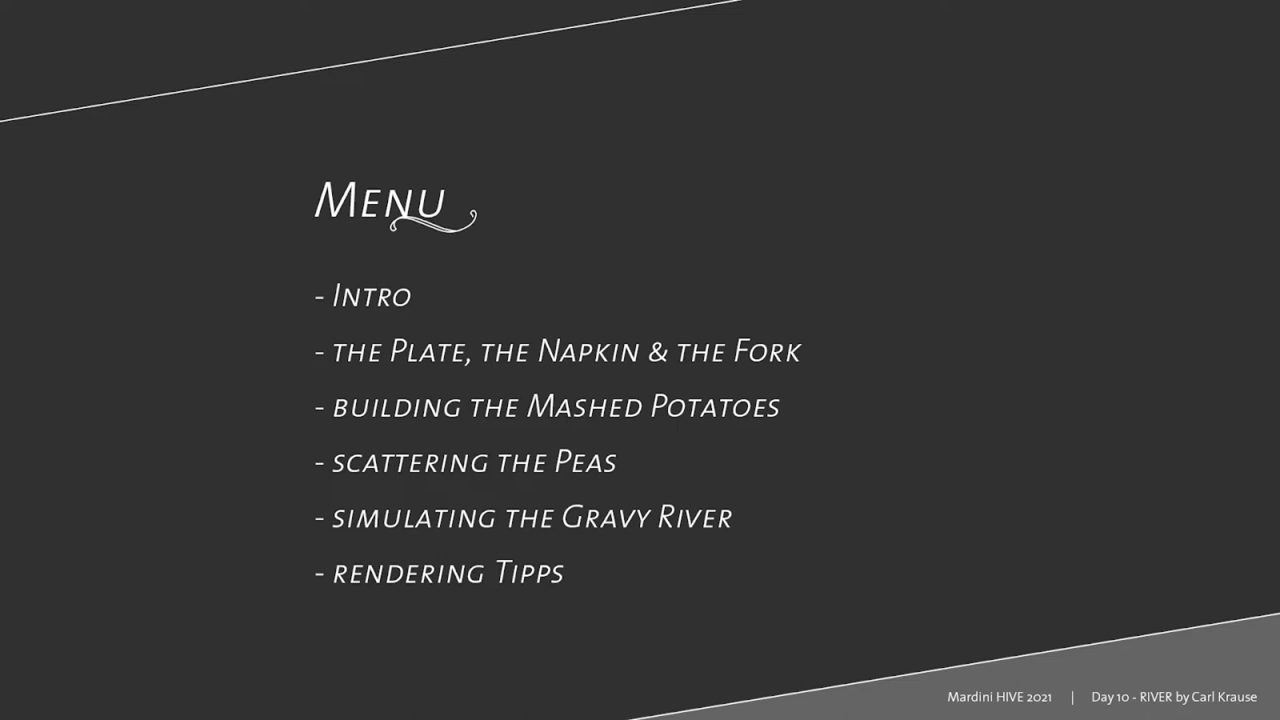 Menu
- Intro
- the Plate, the Napkin & the Fork
- building the Mashed Potatoes
- scattering the Peas
- simulating the Gravy River
- rendering Tipps
Mardini HIVE 2021 | Day 10 - RIVER by Carl Krause